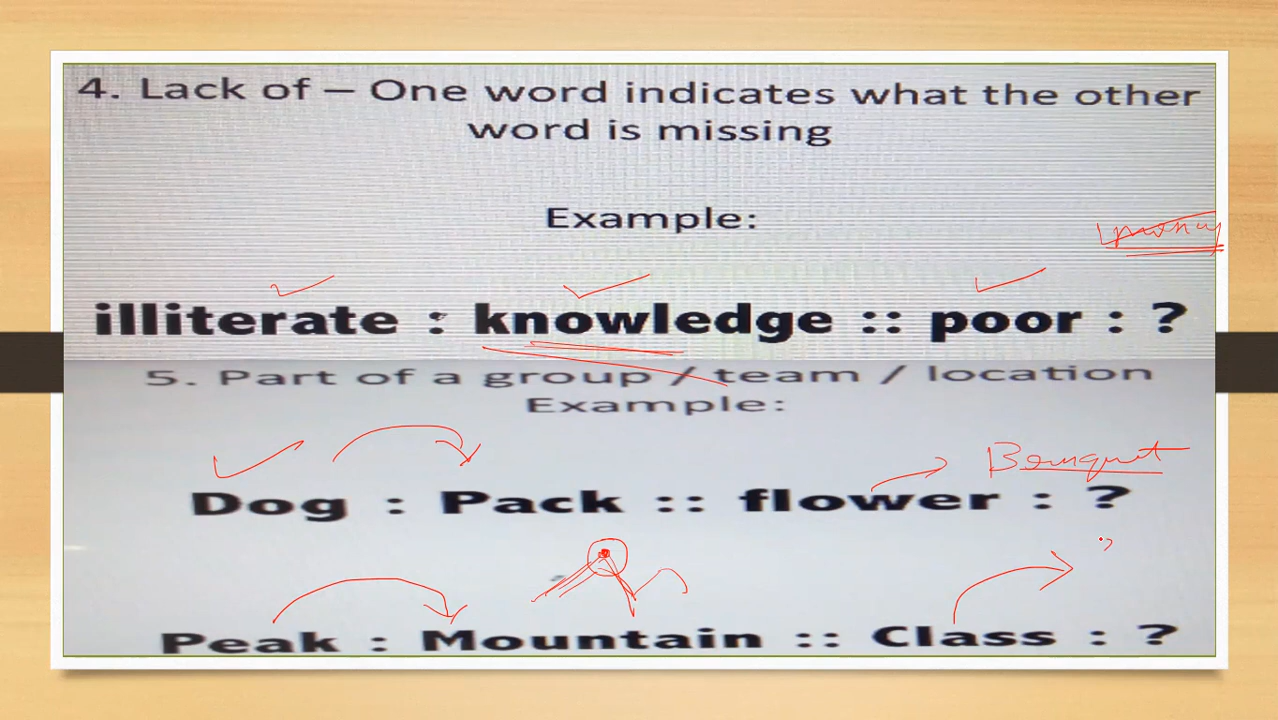 4. Lack of – One word indicates what the other
word is missing
Example:
money
illiterate : knowledge :: poor : ?
5. Part of a group / team / location
Example:
Bouquet
Dog : Pack :: flower : ?
Peak : Mountain :: Class : ?